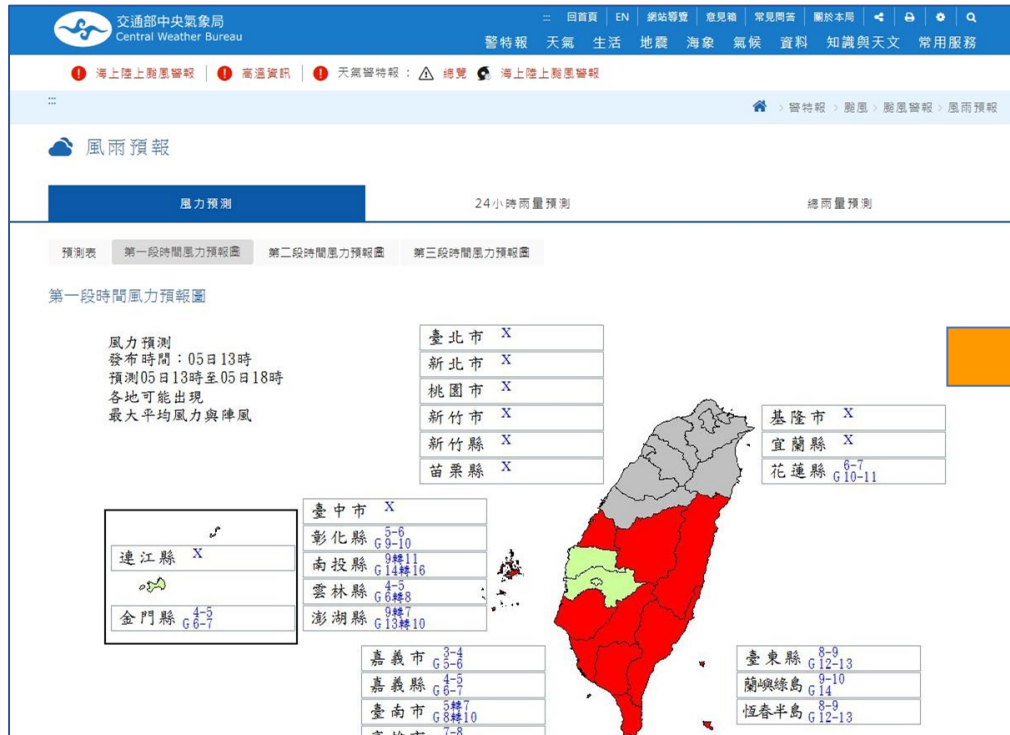 交通部中央氣象局
Central Weather Bureau
::: 回首頁 EN 網站導覽 意見箱 常見問答 關於本局
警特報 天氣 生活 地震 海象 氣候 資料 知識與天文 常用服務
海上陸上颱風警報 高溫資訊 天氣警特報： 總覽 海上陸上颱風警報
:::
> 警特報 > 颱風 > 颱風警報 > 風雨預報
風雨預報
風力預測 24小時雨量預測 總雨量預測
預測表 第一段時間風力預報圖 第二段時間風力預報圖 第三段時間風力預報圖
第一段時間風力預報圖
風力預測
發布時間：05日13時
預測05日13時至05日18時
各地可能出現
最大平均風力與陣風
臺北市 X
新北市 X
桃園市 X
新竹市 X
新竹縣 X
苗栗縣 X
基隆市 X
宜蘭縣 X
花蓮縣 6-7 G10-11
臺中市 X
彰化縣 5-6 G9-10
南投縣 9轉11 G14轉16
雲林縣 4-5 G6轉8
澎湖縣 9轉7 G13轉10
連江縣 X
金門縣 4-5 G6-7
嘉義市 3-4 G5-6
嘉義縣 4-5 G6-7
臺南市 5轉7 G8轉10
7-8
臺東縣 8-9 G12-13
蘭嶼綠島 9-10 G14
恆春半島 8-9 G12-13